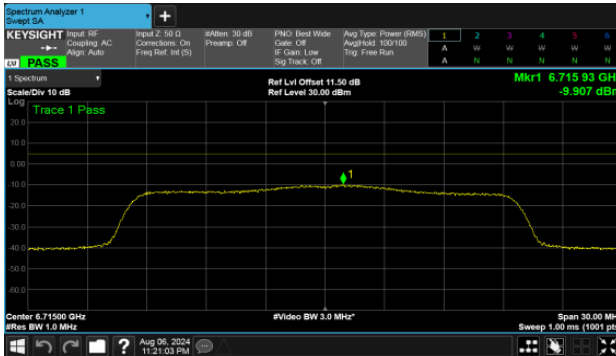 Spectrum Analyzer 1
Swept SA
+
KEYSIGHT
Input: RF
Coupling: AC
Align: Auto
Input Z: 50 Ω
Corrections: On
Freq Ref: Int (S)
#Atten: 30 dB
Preamp: Off
PNO: Best Wide
Gate: Off
IF Gain: Low
Sig Track: Off
Avg Type: Power (RMS)
Avg|Hold: 100/100
Trig: Free Run
1 2 3 4 5 6
A W W W W W
A N N N N N
LXI PASS
1 Spectrum
Scale/Div 10 dB
Ref Lvl Offset 11.50 dB
Ref Level 30.00 dBm
Mkr1 6.715 93 GH
-9.907 dBr
Log
Trace 1 Pass
20.0
10.0
0.00
-10.0
-20.0
-30.0
-40.0
-50.0
-60.0
1
Center 6.71500 GHz
#Res BW 1.0 MHz
#Video BW 3.0 MHz*
Span 30.00 MH
Sweep 1.00 ms (1001 pts
?
Aug 06, 2024
11:21:03 PM